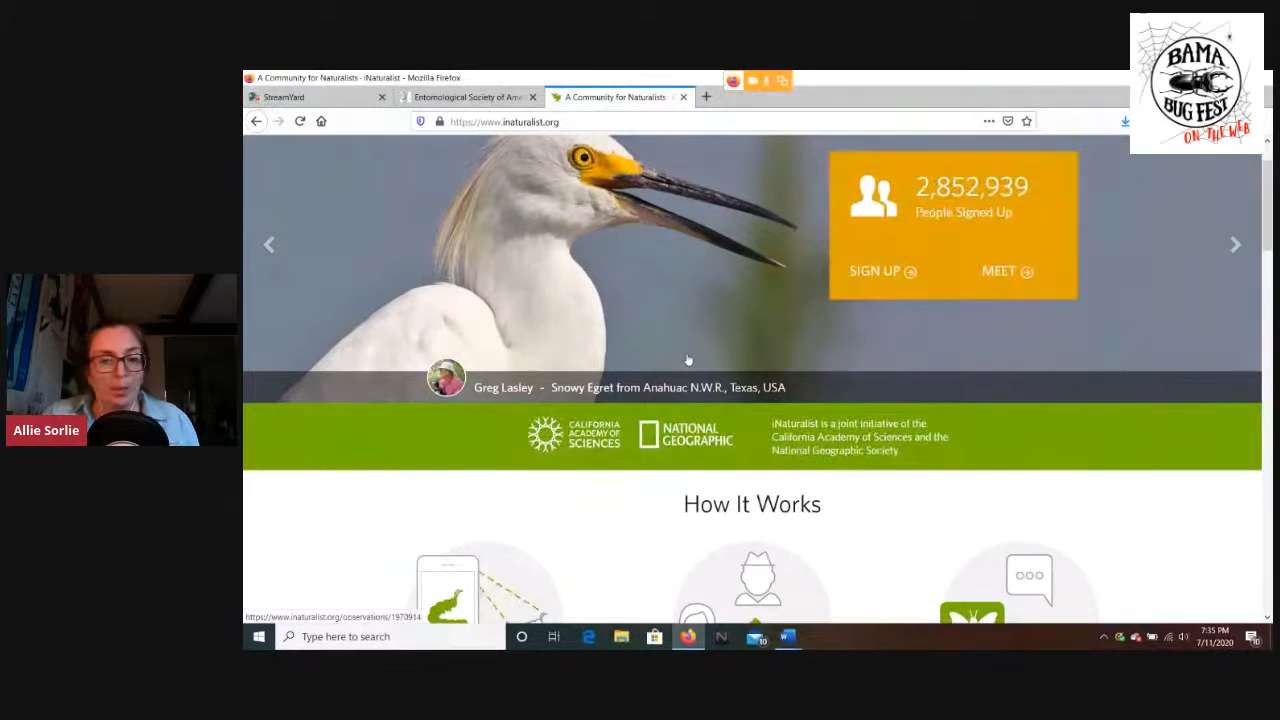 BAMA
BUG FEST
ON THE WEB
A Community for Naturalists · iNaturalist - Mozilla Firefox
StreamYard
Entomological Society of Ame
A Community for Naturalists ·
https://www.inaturalist.org
2,852,939
People Signed Up
SIGN UP
MEET
Greg Lasley - Snowy Egret from Anahuac N.W.R., Texas, USA
Allie Sorlie
CALIFORNIA
ACADEMY OF
SCIENCES
NATIONAL
GEOGRAPHIC
iNaturalist is a joint initiative of the
California Academy of Sciences and the
National Geographic Society.
How It Works
https://www.inaturalist.org/observations/1970914
Type here to search
10
7:35 PM
7/11/2020